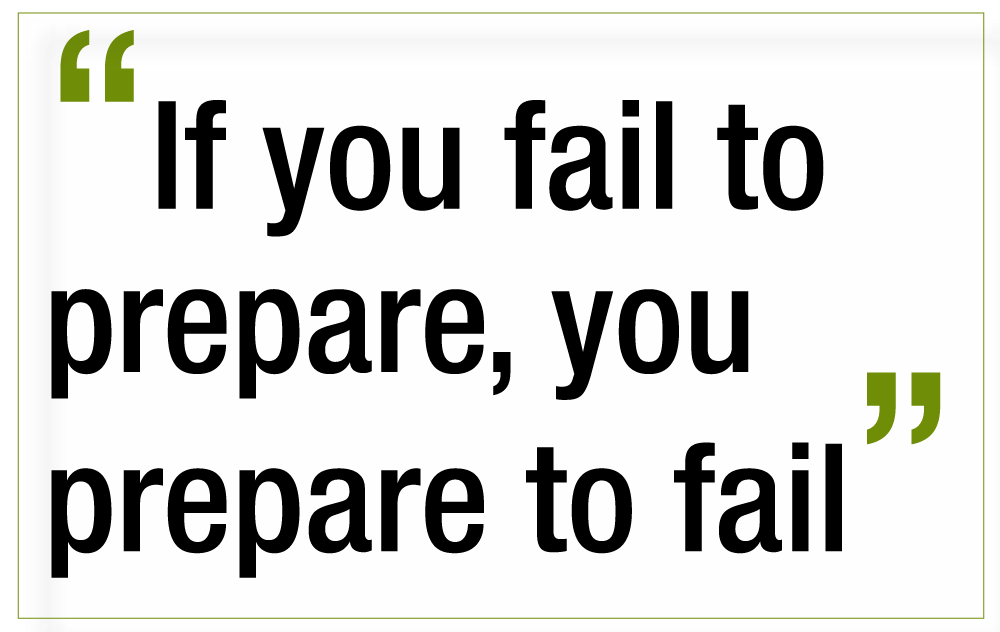 “If you fail to
prepare, you
prepare to fail”